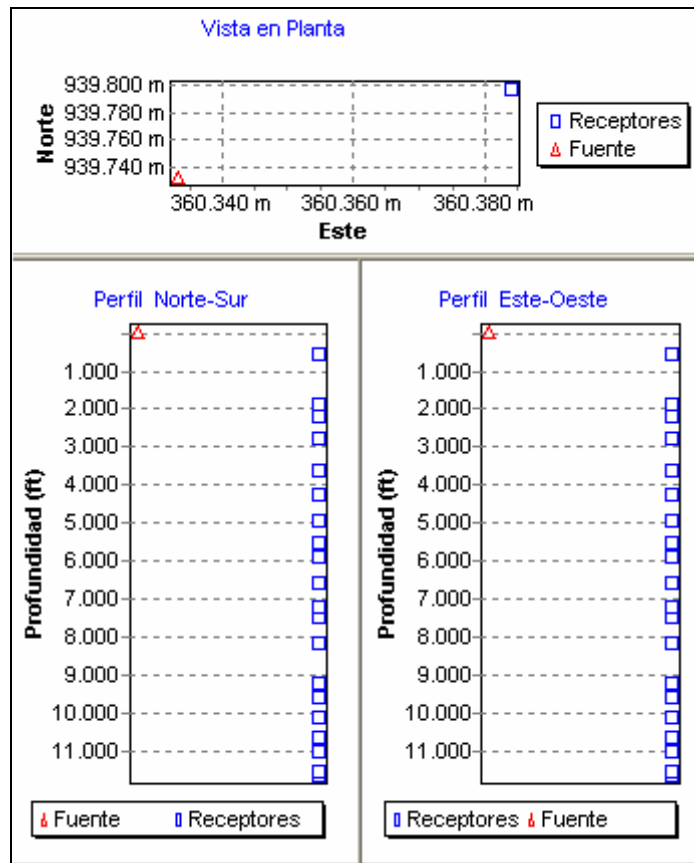 Vista en Planta
939.800 m
939.780 m
939.760 m
939.740 m
Norte
360.340 m
360.360 m
360.380 m
Este
Receptores
Fuente
Perfil Norte-Sur
1.000
2.000
3.000
4.000
5.000
6.000
7.000
8.000
9.000
10.000
11.000
Profundidad (ft)
Fuente
Receptores
Perfil Este-Oeste
1.000
2.000
3.000
4.000
5.000
6.000
7.000
8.000
9.000
10.000
11.000
Profundidad (ft)
Receptores
Fuente